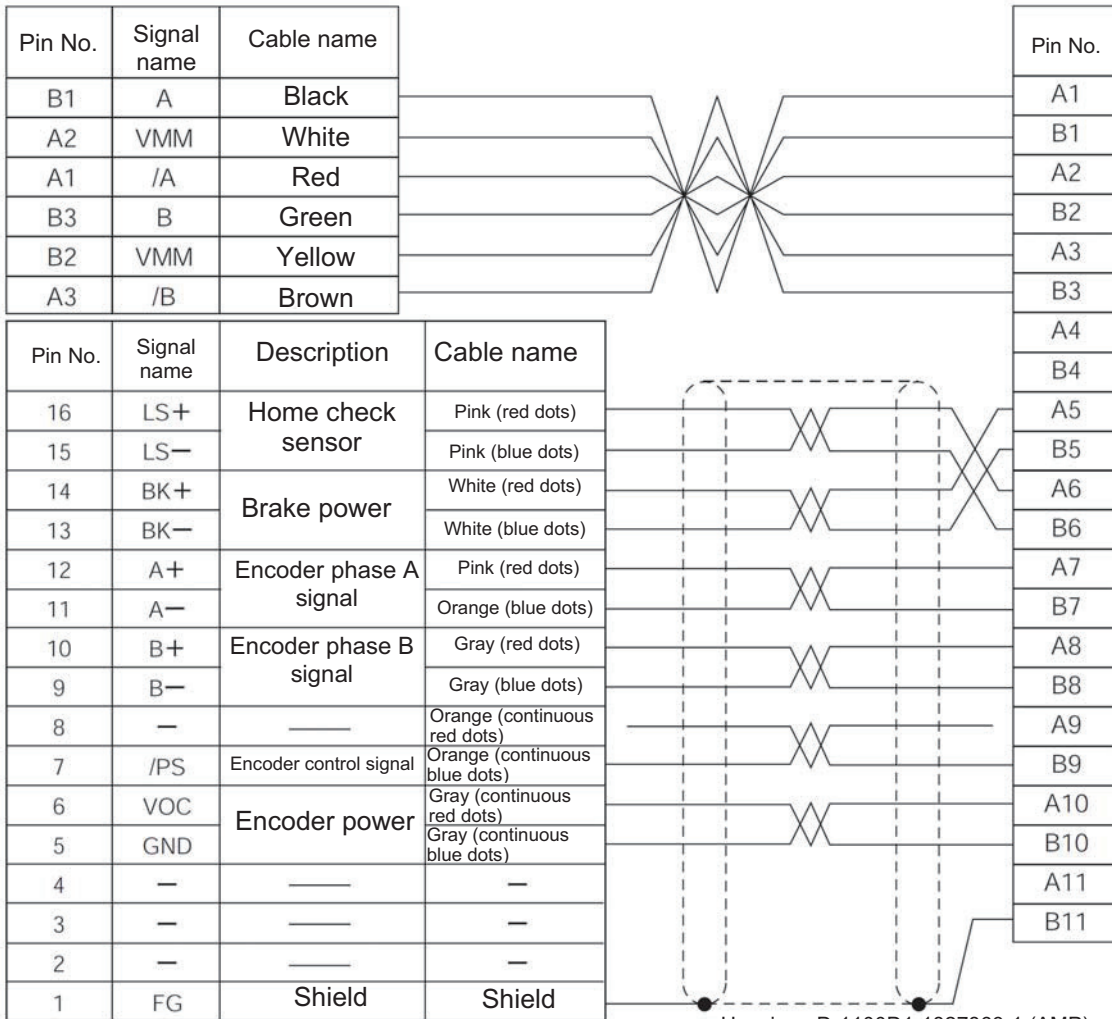 Pin No. Signal name Cable name
B1 A Black
A2 VMM White
A1 /A Red
B3 B Green
B2 VMM Yellow
A3 /B Brown
Pin No. Signal name Description Cable name
16 LS+ Home check sensor Pink (red dots)
15 LS− Pink (blue dots)
14 BK+ Brake power White (red dots)
13 BK− White (blue dots)
12 A+ Encoder phase A signal Pink (red dots)
11 A− Orange (blue dots)
10 B+ Encoder phase B signal Gray (red dots)
9 B− Gray (blue dots)
8 − — Orange (continuous red dots)
7 /PS Encoder control signal Orange (continuous blue dots)
6 VOC Encoder power Gray (continuous red dots)
5 GND Gray (continuous blue dots)
4 − — −
3 − — −
2 − — −
1 FG Shield Shield
Pin No.
A1
B1
A2
B2
A3
B3
A4
B4
A5
B5
A6
B6
A7
B7
A8
B8
A9
B9
A10
B10
A11
B11